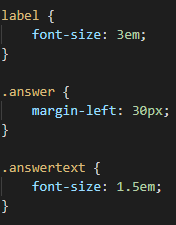 label {
    font-size: 3em;
}

.answer {
    margin-left: 30px;
}

.answertext {
    font-size: 1.5em;
}